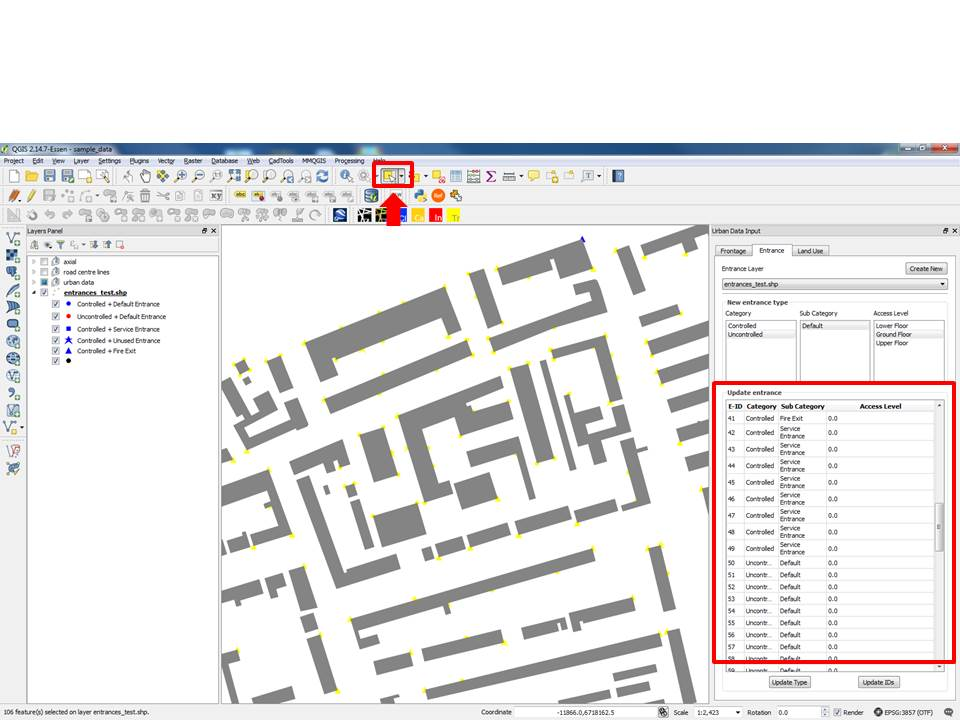 QGIS 2.14.7-Essen - sample_data
Project Edit View Layer Settings Plugins Vector Raster Database Web CadTools MMQGIS Processing Help
Layers Panel
axial
road centre lines
urban data
entrances_test.shp
Controlled + Default Entrance
Uncontrolled + Default Entrance
Controlled + Service Entrance
Controlled + Unused Entrance
Controlled + Fire Exit
Urban Data Input
Frontage Entrance Land Use
Entrance Layer Create New
entrances_test.shp
New entrance type
Category Sub Category Access Level
Controlled Default Lower Floor
Uncontrolled Ground Floor
Upper Floor
Update entrance
E-ID Category Sub Category Access Level
41 Controlled Fire Exit 0.0
42 Controlled Service Entrance 0.0
43 Controlled Service Entrance 0.0
44 Controlled Service Entrance 0.0
45 Controlled Service Entrance 0.0
46 Controlled Service Entrance 0.0
47 Controlled Service Entrance 0.0
48 Controlled Service Entrance 0.0
49 Controlled Service Entrance 0.0
50 Uncontr... Default 0.0
51 Uncontr... Default 0.0
52 Uncontr... Default 0.0
53 Uncontr... Default 0.0
54 Uncontr... Default 0.0
55 Uncontr... Default 0.0
56 Uncontr... Default 0.0
57 Uncontr... Default 0.0
58 Uncontr... Default 0.0
59 Uncontr... Default 0.0
Update Type Update IDs
106 feature(s) selected on layer entrances_test.shp. Coordinate -11866.0,6718162.5 Scale 1:2,423 Rotation 0.0 Render EPSG:3857 (OTF)